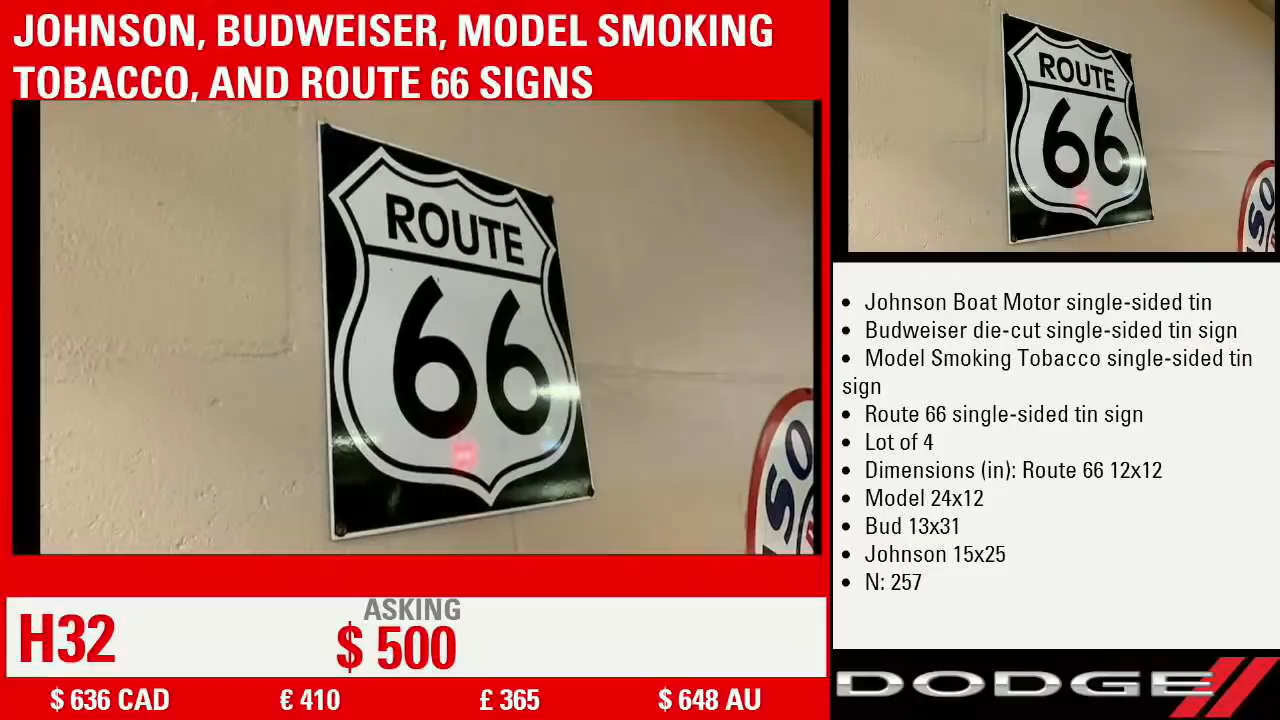 JOHNSON, BUDWEISER, MODEL SMOKING
TOBACCO, AND ROUTE 66 SIGNS
ROUTE
66
ROUTE
66
• Johnson Boat Motor single-sided tin
• Budweiser die-cut single-sided tin sign
• Model Smoking Tobacco single-sided tin
sign
• Route 66 single-sided tin sign
• Lot of 4
• Dimensions (in): Route 66 12x12
• Model 24x12
• Bud 13x31
• Johnson 15x25
• N: 257
H32
ASKING
$ 500
$ 636 CAD
€ 410
£ 365
$ 648 AU
DODGE